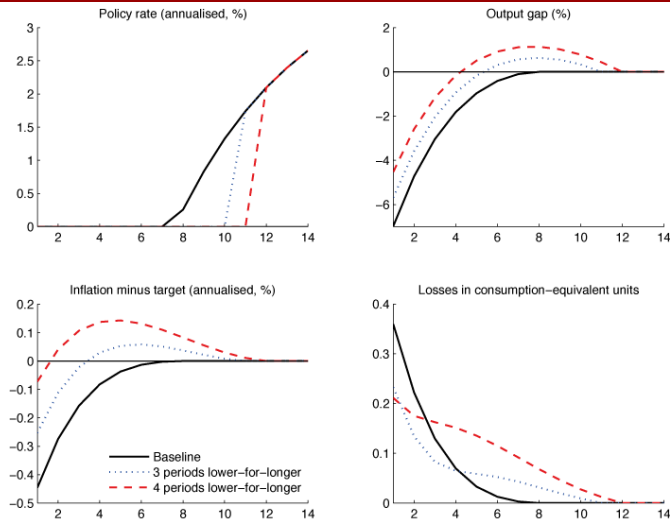 Policy rate (annualised, %)
3
2.5
2
1.5
1
0.5
0
2 4 6 8 10 12 14
Output gap (%)
2
0
−2
−4
−6
2 4 6 8 10 12 14
Inflation minus target (annualised, %)
0.2
0.1
0
−0.1
−0.2
−0.3
−0.4
−0.5
Baseline
3 periods lower−for−longer
4 periods lower−for−longer
2 4 6 8 10 12 14
Losses in consumption−equivalent units
0.4
0.3
0.2
0.1
0
2 4 6 8 10 12 14